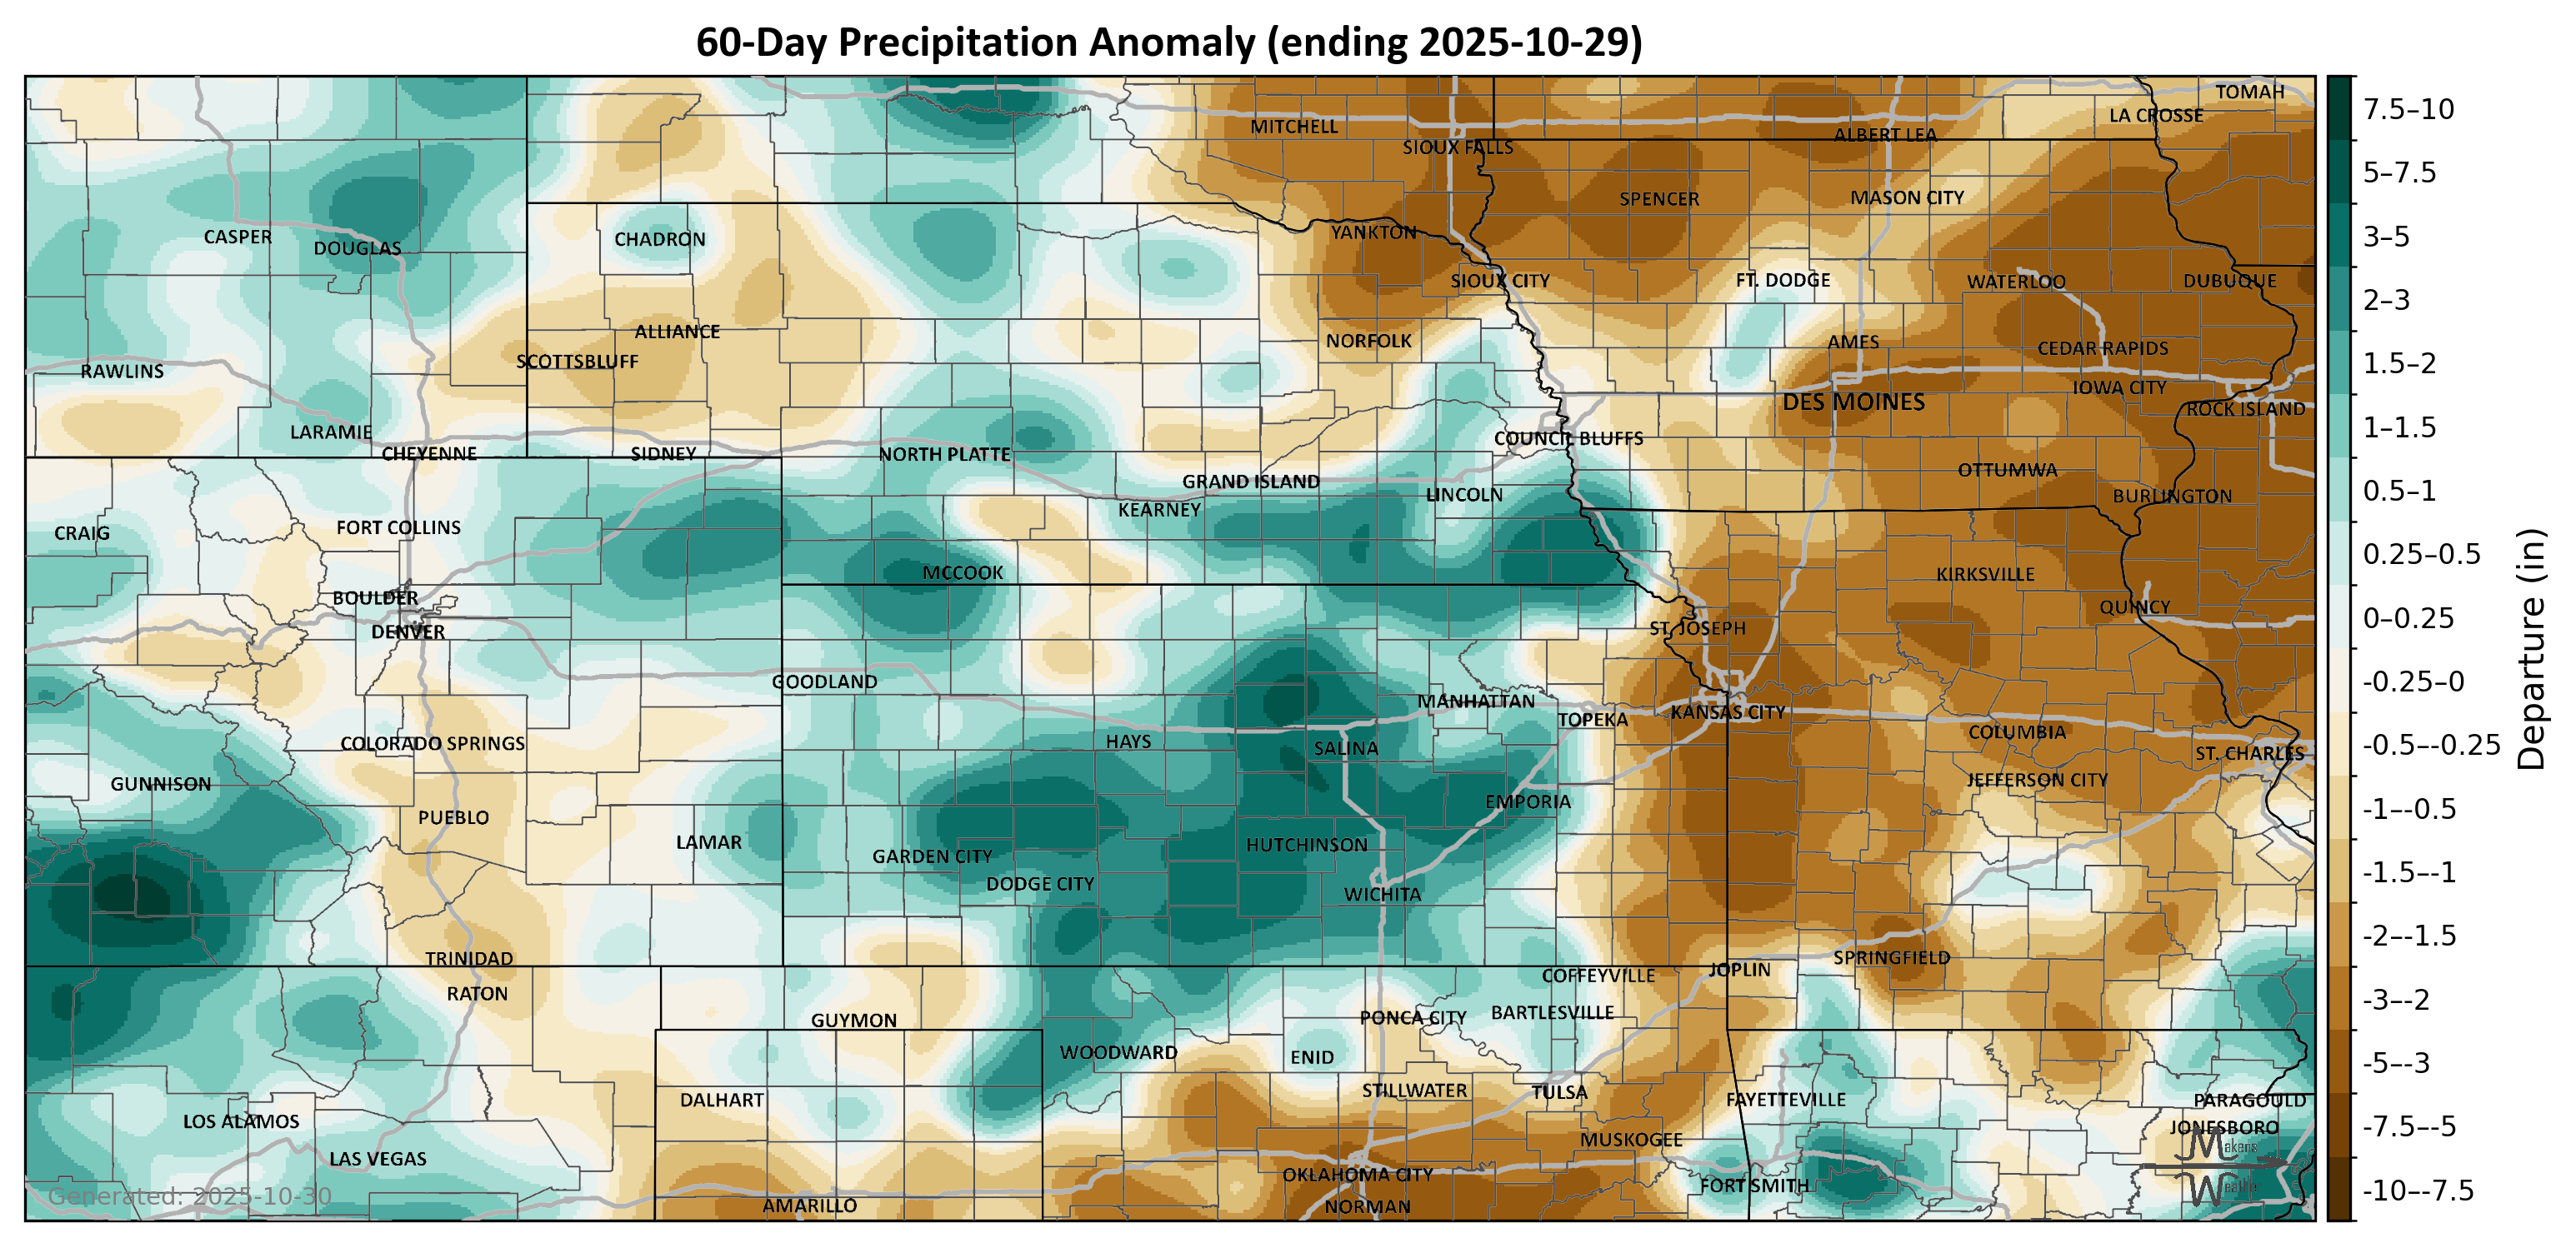 60-Day Precipitation Anomaly (ending 2025-10-29)
TOMAH
LA CROSSE
MITCHELL
ALBERT LEA
SIOUX FALLS
SPENCER
MASON CITY
CASPER
DOUGLAS
CHADRON
YANKTON
SIOUX CITY
FT. DODGE
WATERLOO
DUBUQUE
ALLIANCE
NORFOLK
AMES
CEDAR RAPIDS
SCOTTSBLUFF
RAWLINS
IOWA CITY
DES MOINES
ROCK ISLAND
LARAMIE
COUNCIL BLUFFS
CHEYENNE
SIDNEY
NORTH PLATTE
OTTUMWA
GRAND ISLAND
LINCOLN
BURLINGTON
KEARNEY
CRAIG
FORT COLLINS
MCCOOK
KIRKSVILLE
BOULDER
QUINCY
DENVER
ST. JOSEPH
GOODLAND
MANHATTAN
TOPEKA
KANSAS CITY
COLUMBIA
COLORADO SPRINGS
HAYS
SALINA
ST. CHARLES
GUNNISON
JEFFERSON CITY
EMPORIA
PUEBLO
LAMAR
HUTCHINSON
GARDEN CITY
DODGE CITY
WICHITA
TRINIDAD
SPRINGFIELD
COFFEYVILLE
JOPLIN
RATON
GUYMON
PONCA CITY
BARTLESVILLE
WOODWARD
ENID
STILLWATER
TULSA
DALHART
FAYETTEVILLE
PARAGOULD
LOS ALAMOS
JONESBORO
MUSKOGEE
LAS VEGAS
OKLAHOMA CITY
FORT SMITH
AMARILLO
NORMAN
Generated: 2025-10-30
7.5–10
5–7.5
3–5
2–3
1.5–2
1–1.5
0.5–1
0.25–0.5
0–0.25
-0.25–0
-0.5–-0.25
-1–-0.5
-1.5–-1
-2–-1.5
-3–-2
-5–-3
-7.5–-5
-10–-7.5
Departure (in)